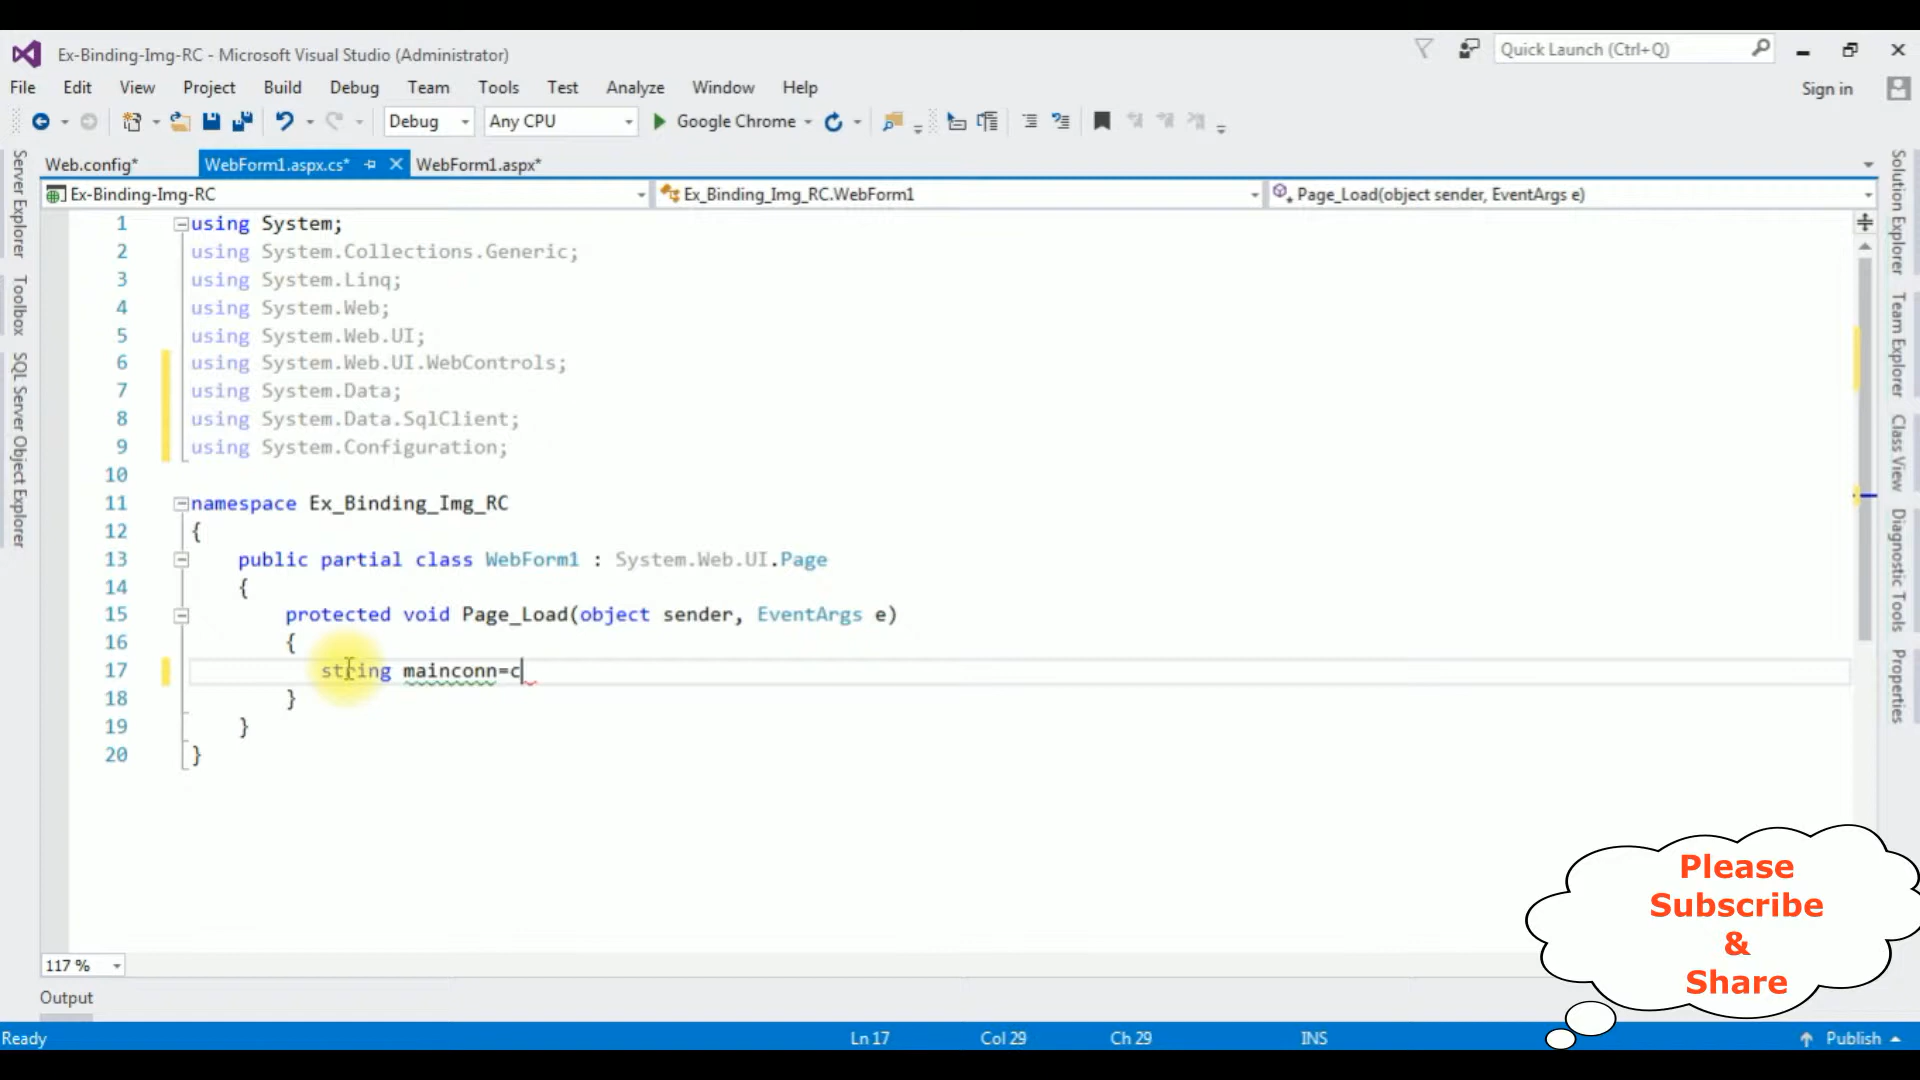 Ex-Binding-Img-RC - Microsoft Visual Studio (Administrator)
Quick Launch (Ctrl+Q)
File Edit View Project Build Debug Team Tools Test Analyze Window Help
Sign in
Debug Any CPU Google Chrome
Web.config* WebForm1.aspx.cs* WebForm1.aspx*
Ex-Binding-Img-RC Ex_Binding_Img_RC.WebForm1 Page_Load(object sender, EventArgs e)
Server Explorer
Toolbox
SQL Server Object Explorer
1 using System;
2 using System.Collections.Generic;
3 using System.Linq;
4 using System.Web;
5 using System.Web.UI;
6 using System.Web.UI.WebControls;
7 using System.Data;
8 using System.Data.SqlClient;
9 using System.Configuration;
10
11 namespace Ex_Binding_Img_RC
12 {
13 public partial class WebForm1 : System.Web.UI.Page
14 {
15 protected void Page_Load(object sender, EventArgs e)
16 {
17 string mainconn=c
18 }
19 }
20 }
Solution Explorer
Team Explorer
Class View
Diagnostic Tools
Properties
Please
Subscribe
&
Share
117 %
Output
Ready Ln 17 Col 29 Ch 29 INS Publish